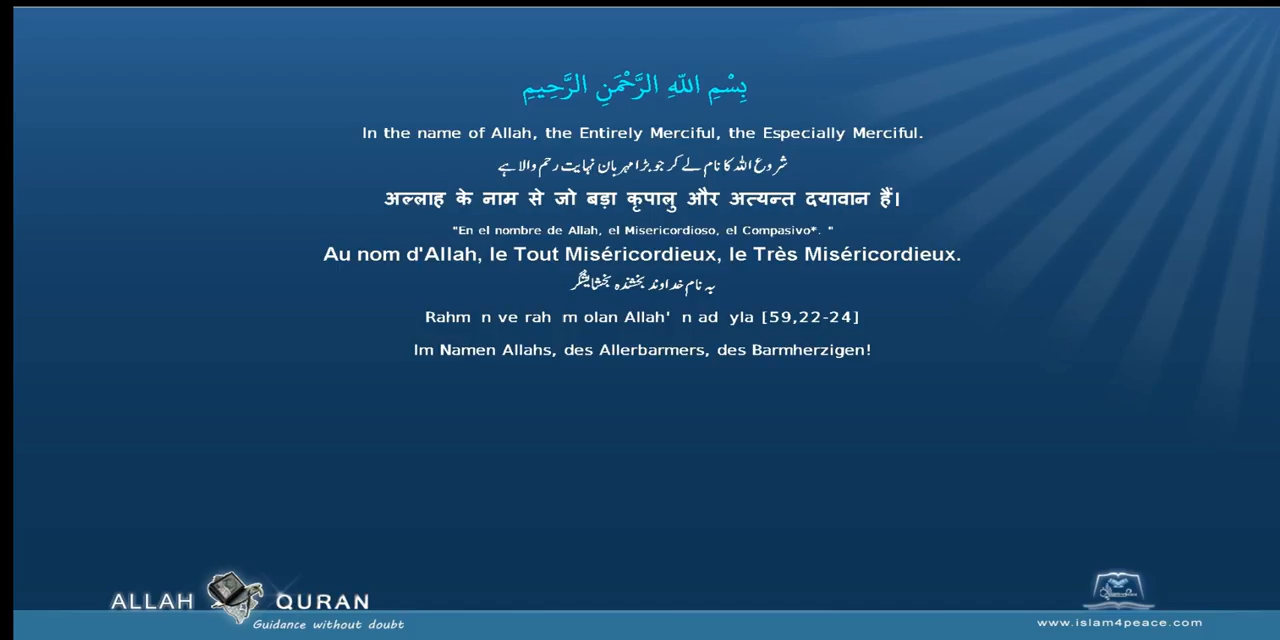 بِسْمِ اللّهِ الرَّحْمَنِ الرَّحِيمِ
In the name of Allah, the Entirely Merciful, the Especially Merciful.
شروع الله کا نام لے کر جو بڑا مہربان نہایت رحم والا ہے
अल्लाह के नाम से जो बड़ा कृपालु और अत्यन्त दयावान हैं।
"En el nombre de Allah, el Misericordioso, el Compasivo*. "
Au nom d'Allah, le Tout Miséricordieux, le Très Miséricordieux.
به نام خداوند بخشنده بخشایشگر
Rahm n ve rah m olan Allah' n ad yla [59,22-24]
Im Namen Allahs, des Allerbarmers, des Barmherzigen!
ALLAH QURAN
Guidance without doubt
www.islam4peace.com